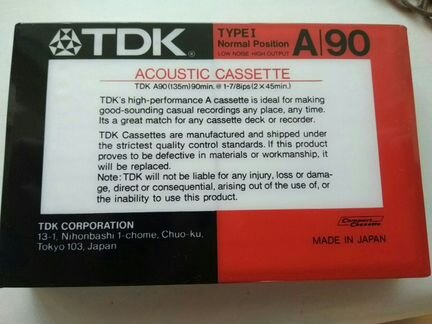 TDK.
TYPE I
Normal Position
LOW NOISE HIGH OUTPUT
A|90
ACOUSTIC CASSETTE
TDK A90(135m)90min. @ 1-7/8ips (2×45min.)
TDK's high-performance A cassette is ideal for making
good-sounding casual recordings any place, any time.
Its a great match for any cassette deck or recorder.
TDK Cassettes are manufactured and shipped under
the strictest quality control standards. If this product
proves to be defective in materials or workmanship, it
will be replaced.
Note: TDK will not be liable for any injury, loss or dama-
ge, direct or consequential, arising out of the use of, or
the inability to use this product.
TDK CORPORATION
13-1, Nihonbashi 1-chome, Chuo-ku,
Tokyo 103, Japan
Compact
Cassette
MADE IN JAPAN